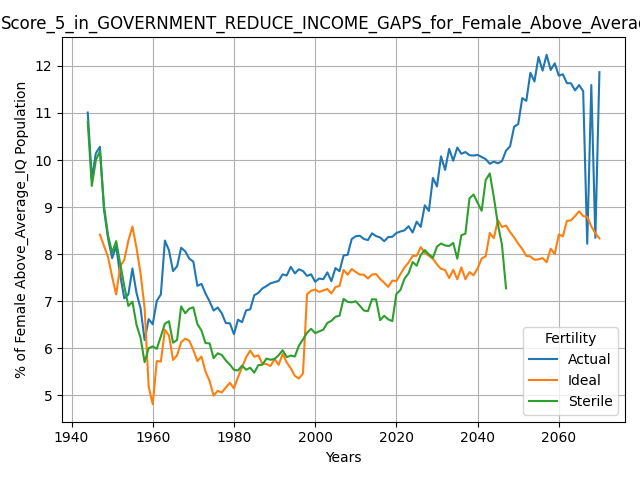 Score_5_in_GOVERNMENT_REDUCE_INCOME_GAPS_for_Female_Above_Avera
% of Female Above_Average_IQ Population
12
11
10
9
8
7
6
5
1940
1960
1980
2000
2020
2040
2060
Years
Fertility
Actual
Ideal
Sterile